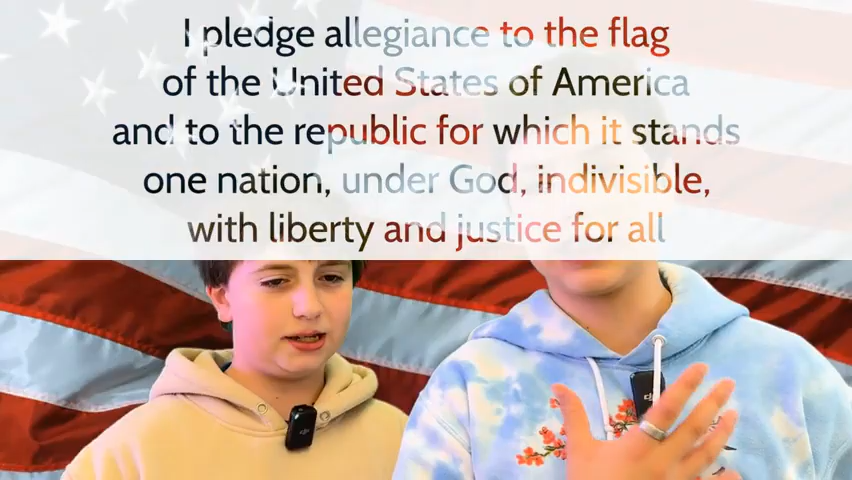 I pledge allegiance to the flag
of the United States of America
and to the republic for which it stands
one nation, under God, indivisible,
with liberty and justice for all
dji